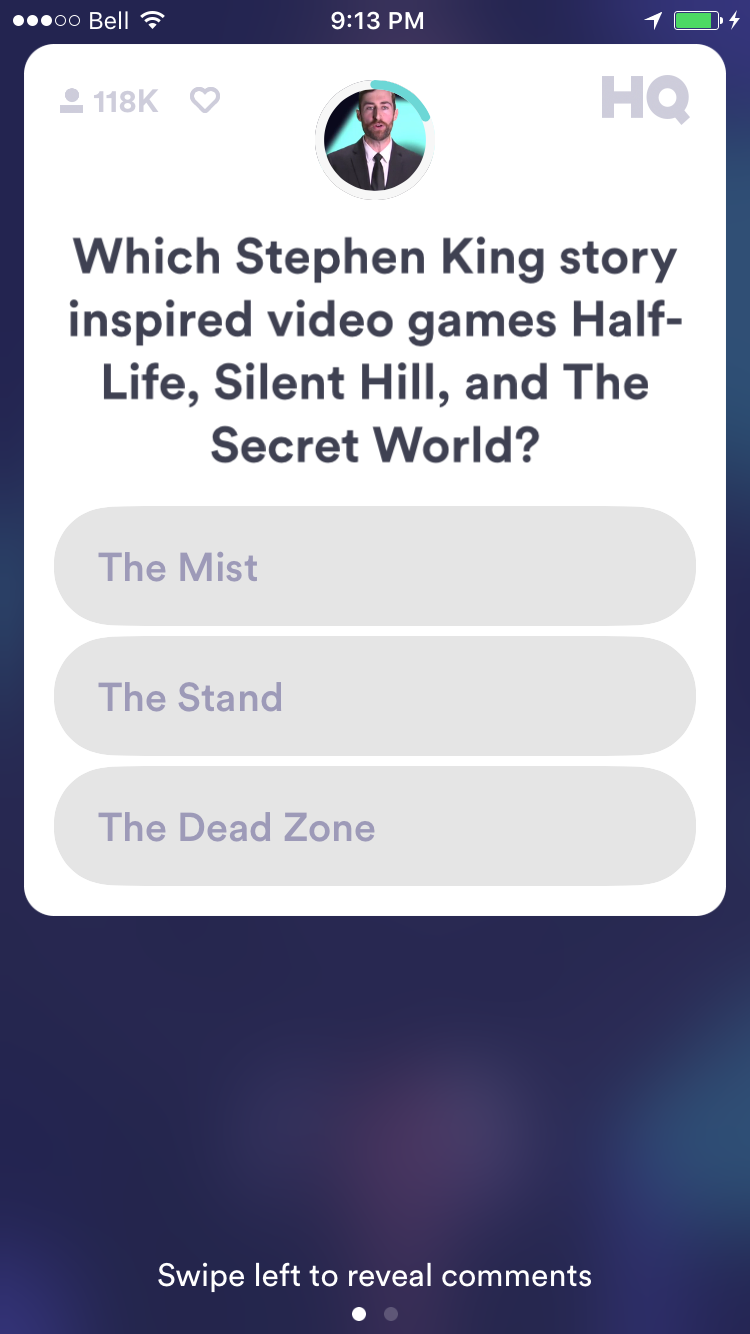 Bell 9:13 PM
118K HQ
Which Stephen King story
inspired video games Half-
Life, Silent Hill, and The
Secret World?
The Mist
The Stand
The Dead Zone
Swipe left to reveal comments